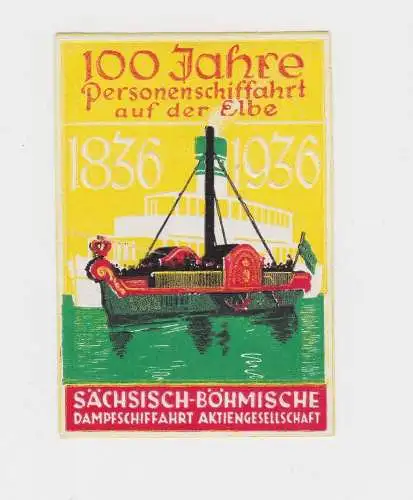 100 Jahre
Personenschiffahrt
auf der Elbe
1836 1936
SÄCHSISCH-BÖHMISCHE
DAMPFSCHIFFAHRT AKTIENGESELLSCHAFT